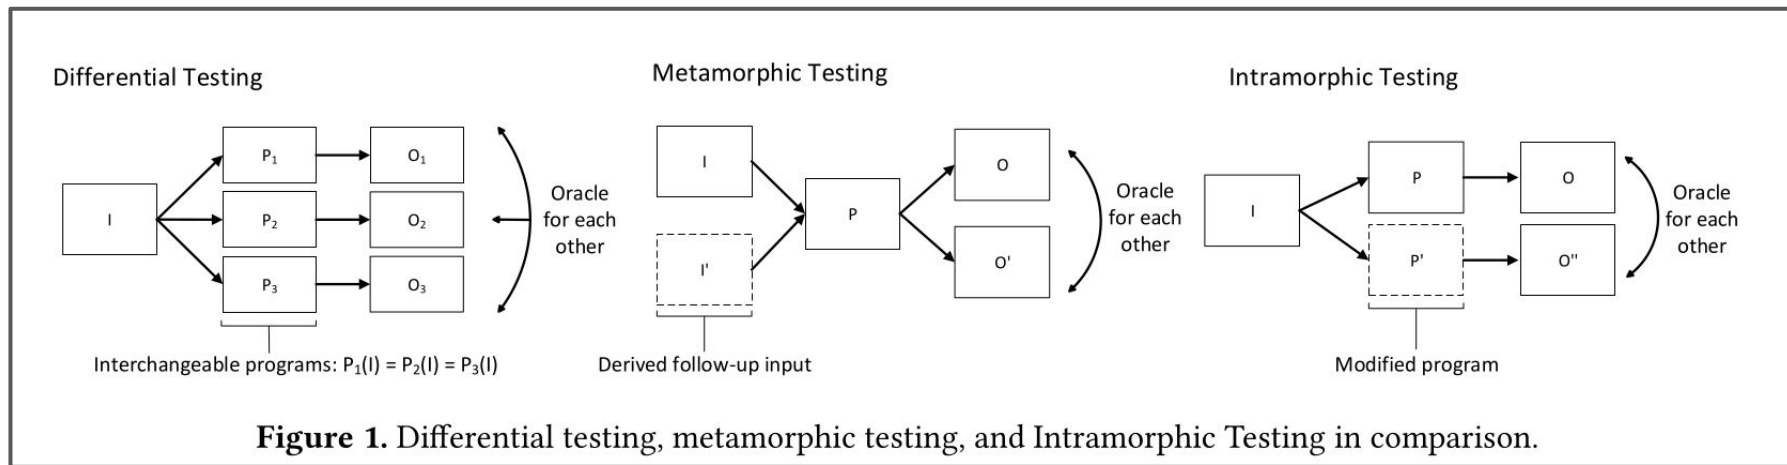 Differential Testing
I
P₁
O₁
P₂
O₂
P₃
O₃
Oracle
for each
other
Interchangeable programs: P₁(I) = P₂(I) = P₃(I)
Metamorphic Testing
I
I'
P
O
O'
Oracle
for each
other
Derived follow-up input
Intramorphic Testing
I
P
O
P'
O''
Oracle
for each
other
Modified program
Figure 1. Differential testing, metamorphic testing, and Intramorphic Testing in comparison.